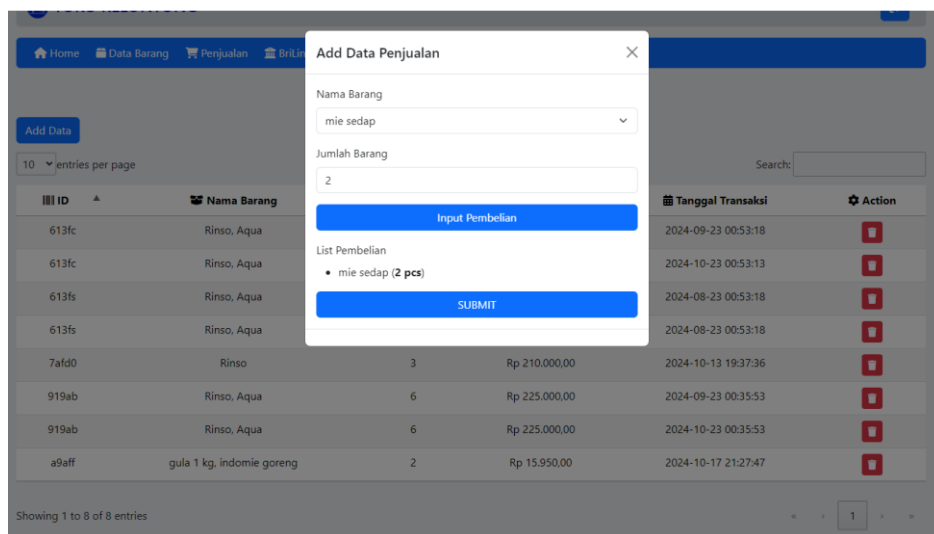 Home Data Barang Penjualan BriLin
Add Data Penjualan
Nama Barang
mie sedap
Jumlah Barang
2
Input Pembelian
List Pembelian
• mie sedap (2 pcs)
SUBMIT
Add Data
10 entries per page
Search:
ID Nama Barang Tanggal Transaksi Action
613fc Rinso, Aqua 2024-09-23 00:53:18
613fc Rinso, Aqua 2024-10-23 00:53:13
613fs Rinso, Aqua 2024-08-23 00:53:18
613fs Rinso, Aqua 2024-08-23 00:53:18
7afd0 Rinso 3 Rp 210.000,00 2024-10-13 19:37:36
919ab Rinso, Aqua 6 Rp 225.000,00 2024-09-23 00:35:53
919ab Rinso, Aqua 6 Rp 225.000,00 2024-10-23 00:35:53
a9aff gula 1 kg, indomie goreng 2 Rp 15.950,00 2024-10-17 21:27:47
Showing 1 to 8 of 8 entries
« ‹ 1 › »